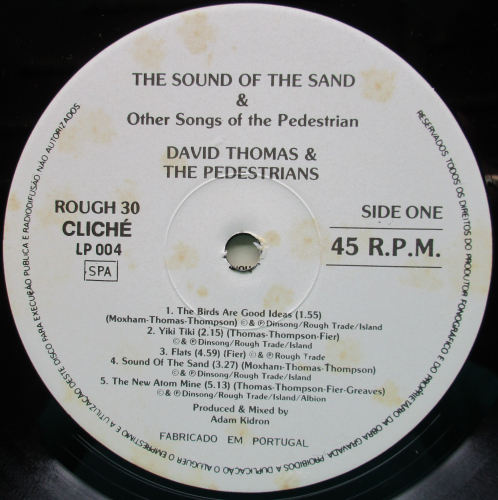 THE SOUND OF THE SAND
&
Other Songs of the Pedestrian
DAVID THOMAS &
THE PEDESTRIANS
ROUGH 30
CLICHÉ
LP 004
SPA
SIDE ONE
45 R.P.M.
1. The Birds Are Good Ideas (1.55)
(Moxham-Thomas-Thompson) © & ℗ Dinsong/Rough Trade/Island
2. Yiki Tiki (2.15) (Thomas-Thompson-Fier)
© & ℗ Dinsong/Rough Trade/Island
3. Flats (4.59) (Fier) © & ℗ Dinsong/Rough Trade
4. Sound Of The Sand (3.27) (Moxham-Thomas-Thompson)
© & ℗ Dinsong/Rough Trade/Island
5. The New Atom Mine (5.13) (Thomas-Thompson-Fier-Greaves)
© & ℗ Dinsong/Rough Trade/Island/Albion
Produced & Mixed by
Adam Kidron
FABRICADO EM PORTUGAL
RESERVADOS TODOS OS DIREITOS DO PRODUTOR FONOGRÁFICO E DO PROPRIETÁRIO DA OBRA GRAVADA. PROIBIDOS A DUPLICAÇÃO O ALUGUER O EMPRESTIMO E A UTILIZAÇÃO DESTE DISCO PARA EXECUÇÃO PUBLICA E RADIODIFUSÃO NÃO AUTORIZADOS